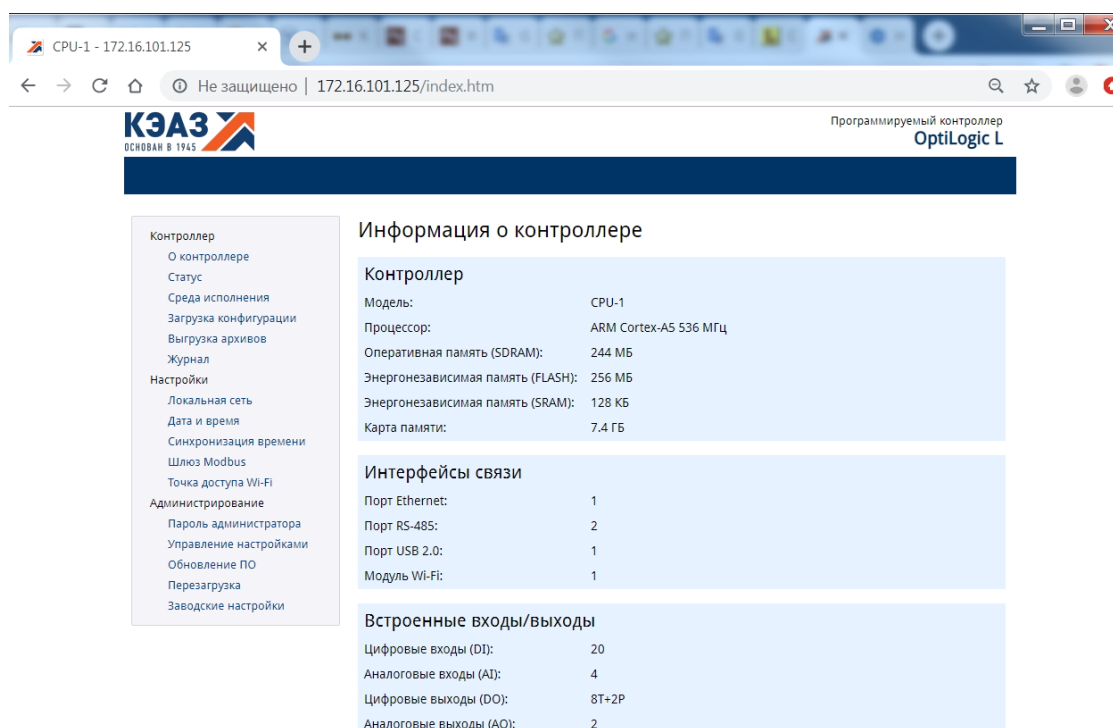 CPU-1 - 172.16.101.125
Не защищено | 172.16.101.125/index.htm
КЭАЗ
ОСНОВАН В 1945
Программируемый контроллер
OptiLogic L
Контроллер
О контроллере
Статус
Среда исполнения
Загрузка конфигурации
Выгрузка архивов
Журнал
Настройки
Локальная сеть
Дата и время
Синхронизация времени
Шлюз Modbus
Точка доступа Wi-Fi
Администрирование
Пароль администратора
Управление настройками
Обновление ПО
Перезагрузка
Заводские настройки
Информация о контроллере
Контроллер
Модель: CPU-1
Процессор: ARM Cortex-A5 536 МГц
Оперативная память (SDRAM): 244 МБ
Энергонезависимая память (FLASH): 256 МБ
Энергонезависимая память (SRAM): 128 КБ
Карта памяти: 7.4 ГБ
Интерфейсы связи
Порт Ethernet: 1
Порт RS-485: 2
Порт USB 2.0: 1
Модуль Wi-Fi: 1
Встроенные входы/выходы
Цифровые входы (DI): 20
Аналоговые входы (AI): 4
Цифровые выходы (DO): 8Т+2Р
Аналоговые выходы (AO): 2